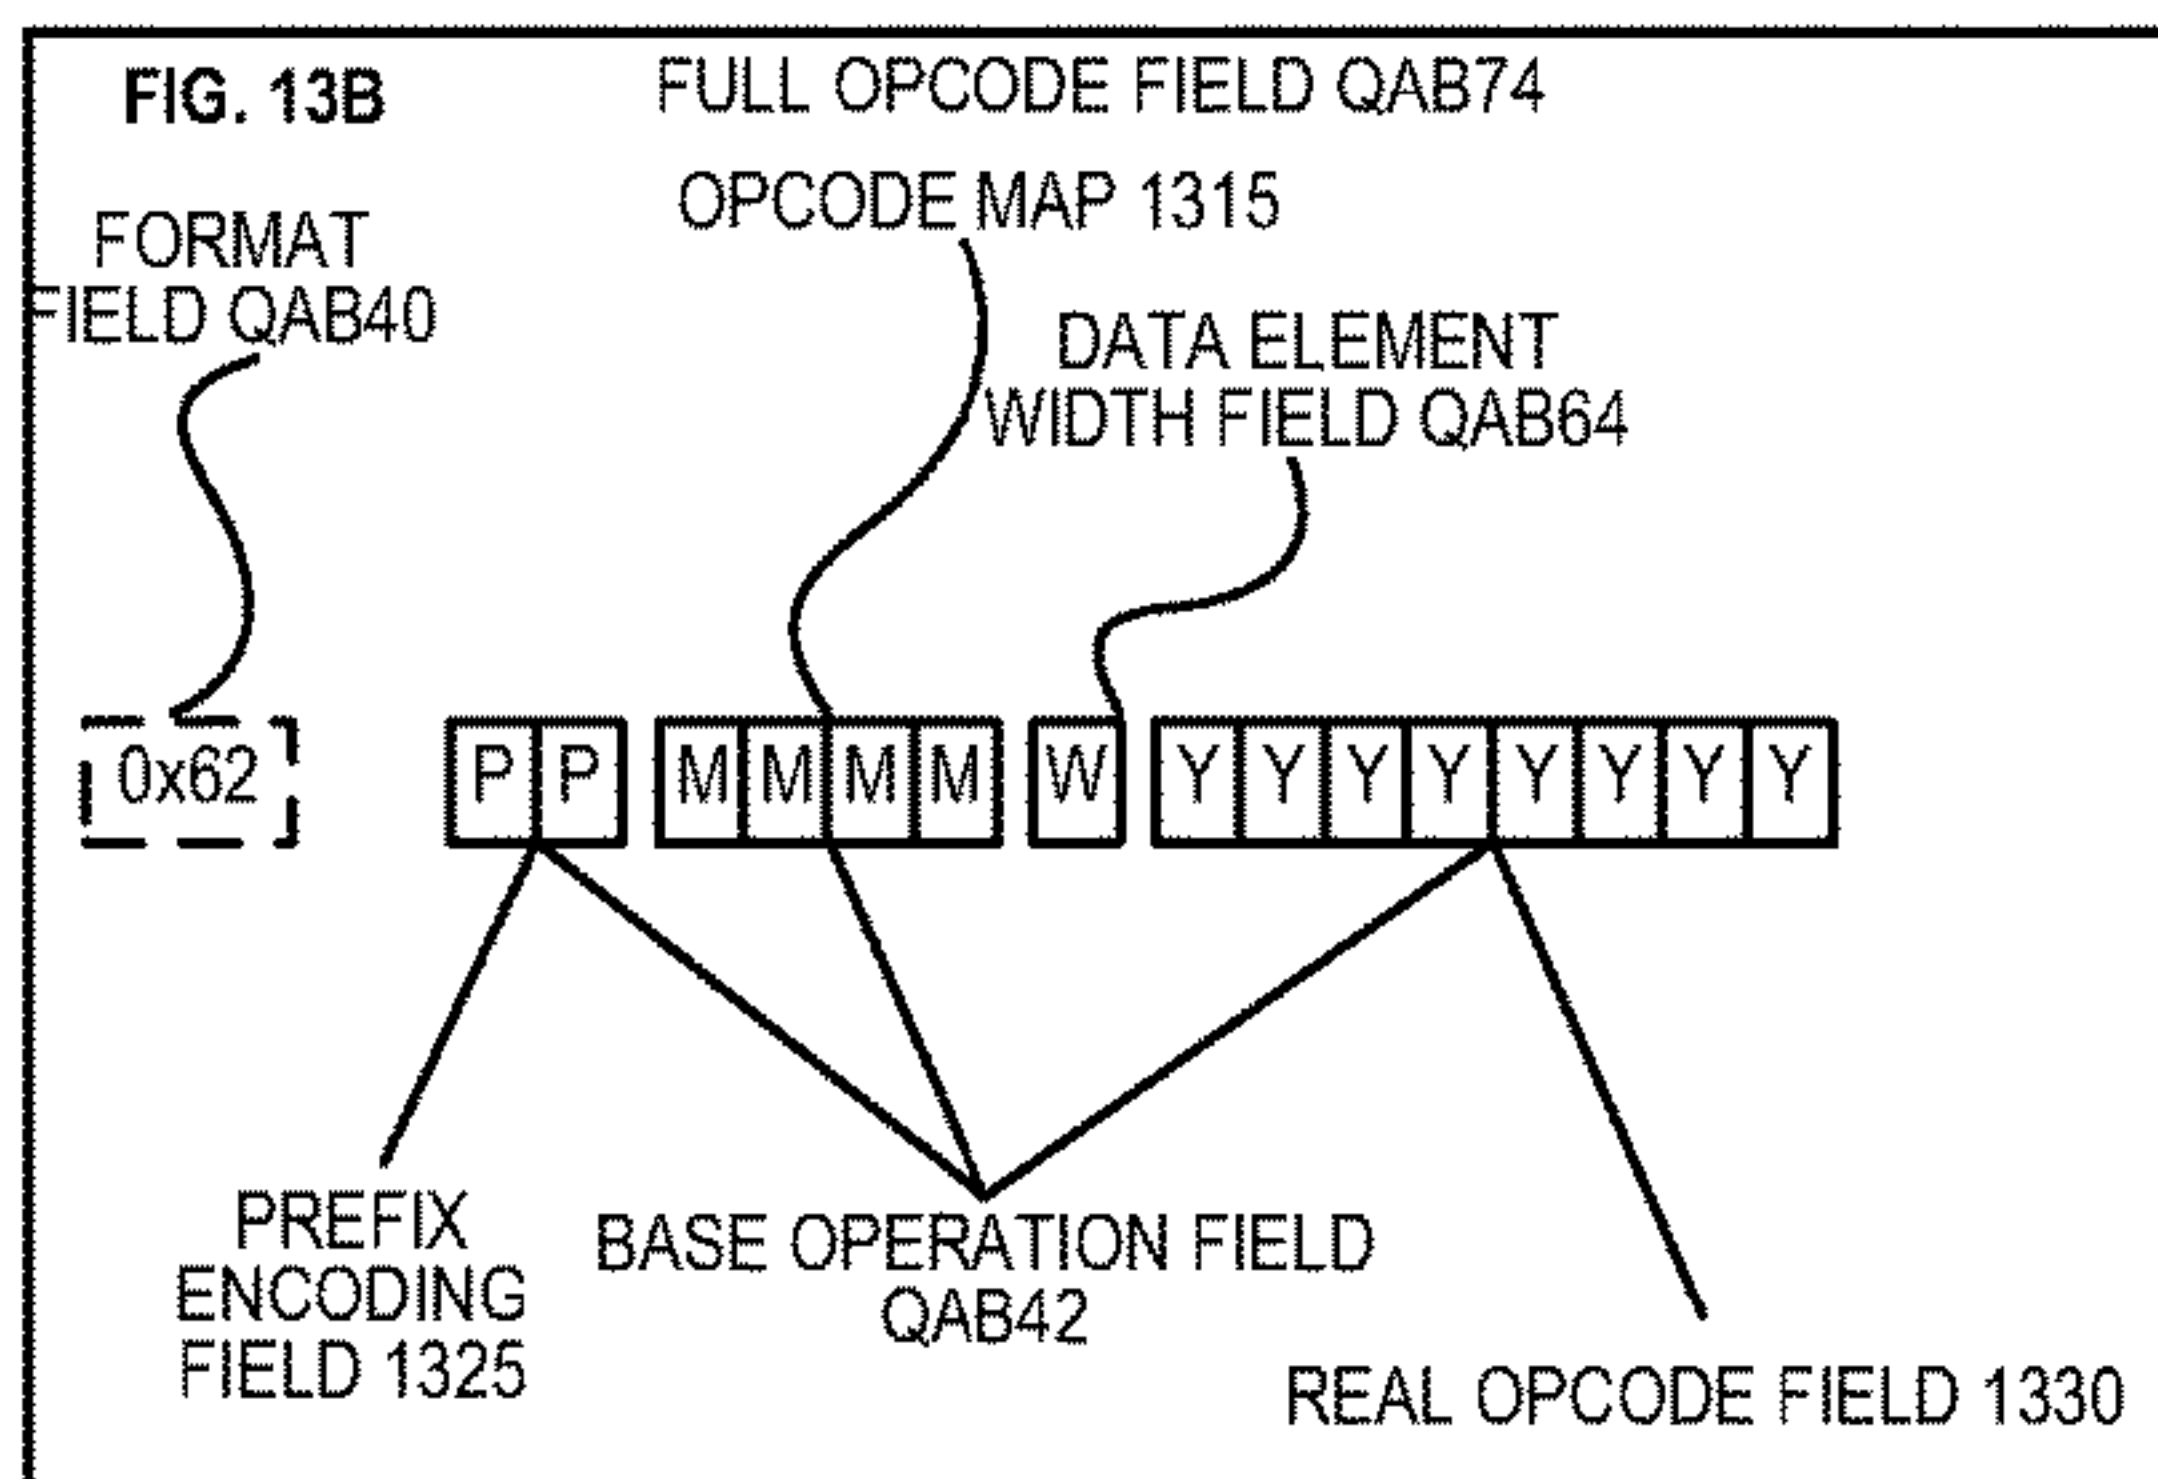 FIG. 13B
FULL OPCODE FIELD QAB74
OPCODE MAP 1315
FORMAT
FIELD QAB40
DATA ELEMENT
WIDTH FIELD QAB64
0x62
P P M M M M W Y Y Y Y Y Y Y Y
PREFIX
ENCODING
FIELD 1325
BASE OPERATION FIELD
QAB42
REAL OPCODE FIELD 1330